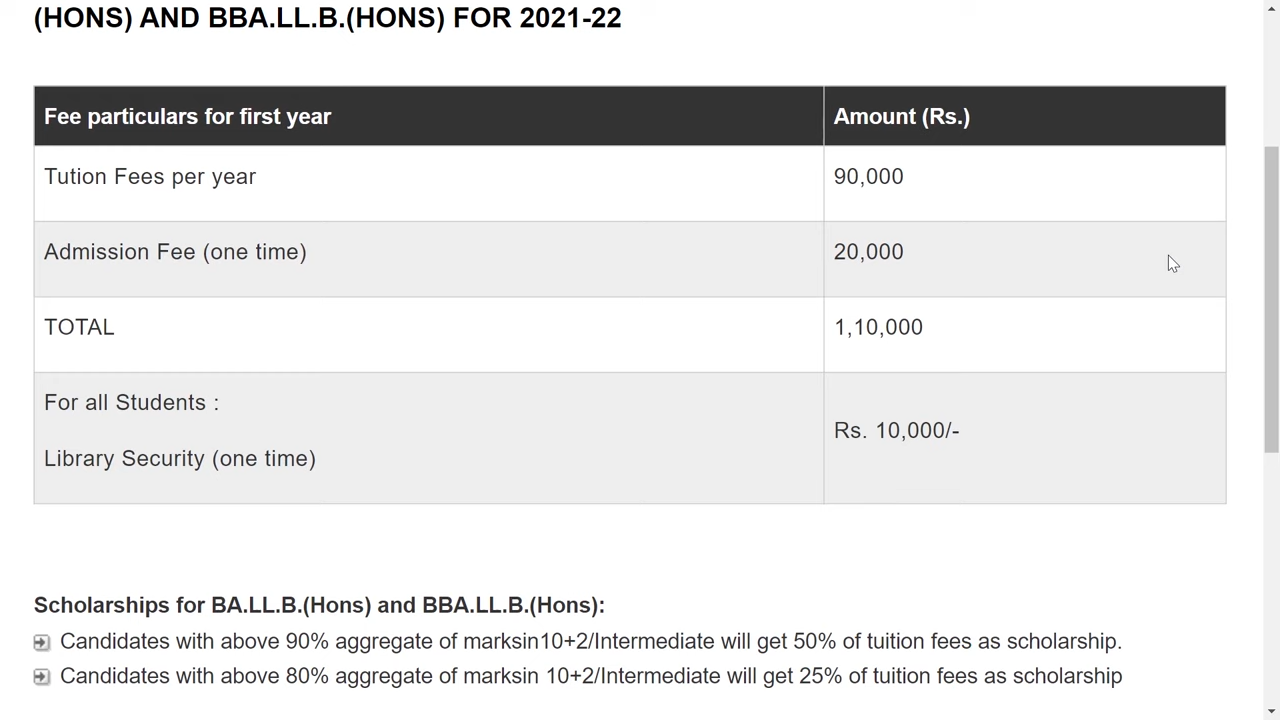 (HONS) AND BBA.LL.B.(HONS) FOR 2021-22
Fee particulars for first year
Amount (Rs.)
Tution Fees per year
90,000
Admission Fee (one time)
20,000
TOTAL
1,10,000
For all Students :
Library Security (one time)
Rs. 10,000/-
Scholarships for BA.LL.B.(Hons) and BBA.LL.B.(Hons):
Candidates with above 90% aggregate of marksin10+2/Intermediate will get 50% of tuition fees as scholarship.
Candidates with above 80% aggregate of marksin 10+2/Intermediate will get 25% of tuition fees as scholarship